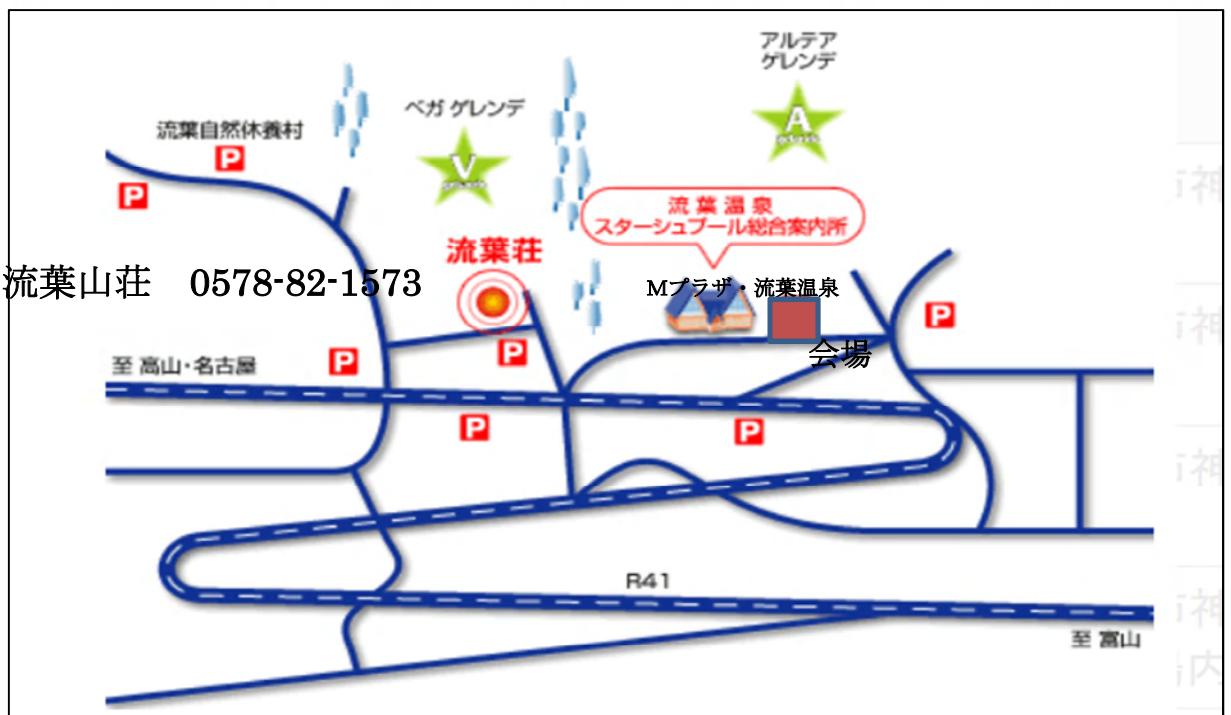 アルテア
ゲレンデ
ベガ ゲレンデ
A
流葉自然休養村
P
V
P
流葉温泉
スターシュプール総合案内所
流葉荘
流葉山荘　0578-82-1573
Mプラザ・流葉温泉
P
会場
P
P
至 高山・名古屋
P
P
R41
至 富山